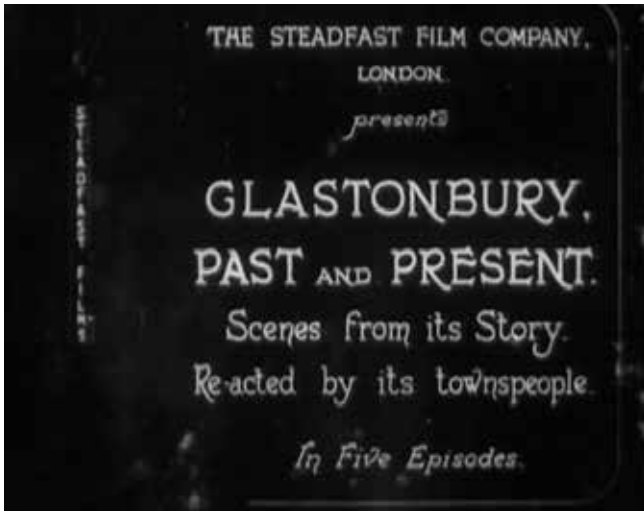 THE STEADFAST FILM COMPANY,
LONDON.
presents
GLASTONBURY,
PAST AND PRESENT.
Scenes from its Story.
Re-acted by its townspeople.
In Five Episodes.
STEADFAST FILMS